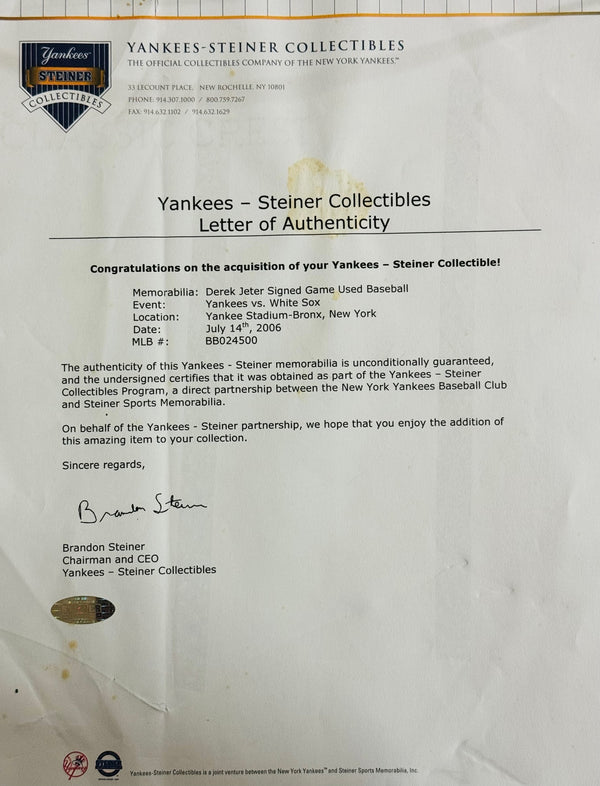 Yankees
STEINER
COLLECTIBLES
YANKEES-STEINER COLLECTIBLES
THE OFFICIAL COLLECTIBLES COMPANY OF THE NEW YORK YANKEES.™
33 LECOUNT PLACE, NEW ROCHELLE, NY 10801
PHONE: 914.307.1000 / 800.759.7267
FAX: 914.632.1102 / 914.632.1629
Yankees – Steiner Collectibles
Letter of Authenticity
Congratulations on the acquisition of your Yankees – Steiner Collectible!
Memorabilia: Derek Jeter Signed Game Used Baseball
Event: Yankees vs. White Sox
Location: Yankee Stadium-Bronx, New York
Date: July 14th, 2006
MLB #: BB024500
The authenticity of this Yankees - Steiner memorabilia is unconditionally guaranteed,
and the undersigned certifies that it was obtained as part of the Yankees – Steiner
Collectibles Program, a direct partnership between the New York Yankees Baseball Club
and Steiner Sports Memorabilia.
On behalf of the Yankees - Steiner partnership, we hope that you enjoy the addition of
this amazing item to your collection.
Sincere regards,
Brandon Steiner
Brandon Steiner
Chairman and CEO
Yankees – Steiner Collectibles
Yankees-Steiner Collectibles is a joint venture between the New York Yankees™ and Steiner Sports Memorabilia, Inc.